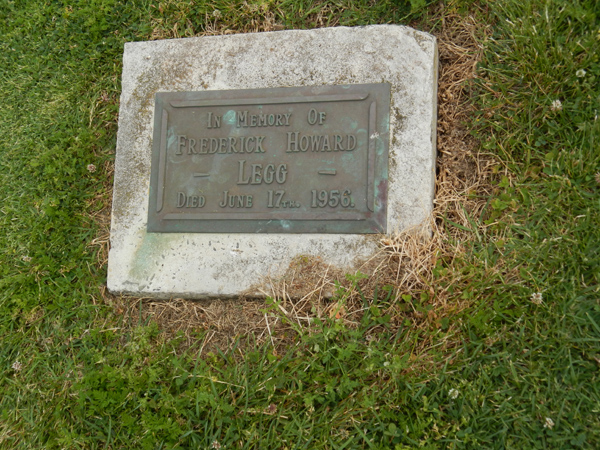 In Memory Of
Frederick Howard
- Legg -
Died June 17th. 1956.